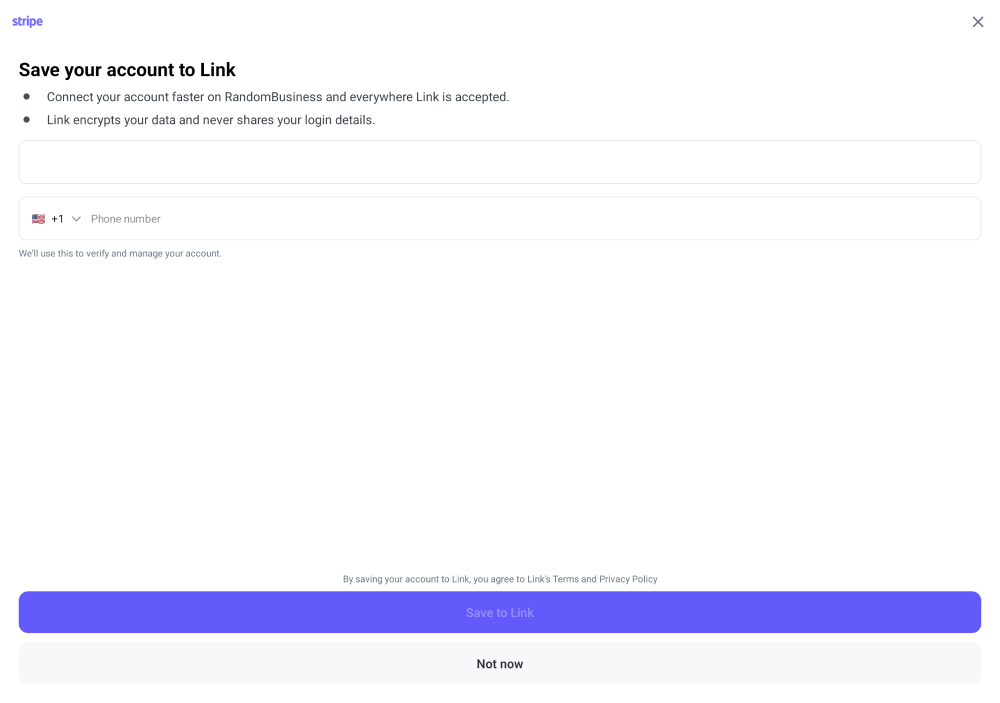 stripe
Save your account to Link
Connect your account faster on RandomBusiness and everywhere Link is accepted.
Link encrypts your data and never shares your login details.
+1 Phone number
We'll use this to verify and manage your account.
By saving your account to Link, you agree to Link's Terms and Privacy Policy
Save to Link
Not now